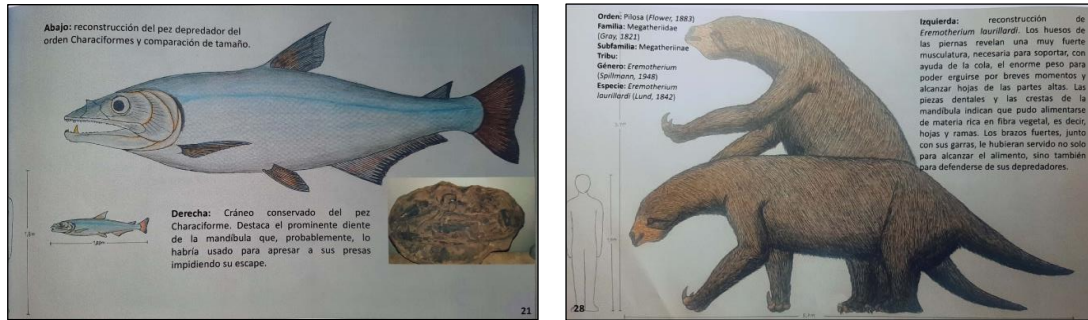 Abajo: reconstrucción del pez depredador del
orden Characiformes y comparación de tamaño.
Derecha: Cráneo conservado del pez
Characiforme. Destaca el prominente diente
de la mandíbula que, probablemente, lo
habría usado para apresar a sus presas
impidiendo su escape.
21
Orden: Pilosa (Flower, 1883)
Familia: Megatheriidae
(Gray, 1821)
Subfamilia: Megatheriinae
Tribu:
Género: Eremotherium
(Spillmann, 1948)
Especie: Eremotherium
laurillardi (Lund, 1842)
Izquierda: reconstrucción de
Eremotherium laurillardi. Los huesos de
las piernas revelan una muy fuerte
musculatura, necesaria para soportar, con
ayuda de la cola, el enorme peso para
poder erguirse por breves momentos y
alcanzar hojas de las partes altas. Las
piezas dentales y las crestas de la
mandíbula indican que pudo alimentarse
de materia rica en fibra vegetal, es decir,
hojas y ramas. Los brazos fuertes, junto
con sus garras, le hubieran servido no solo
para alcanzar el alimento, sino también
para defenderse de sus depredadores.
28